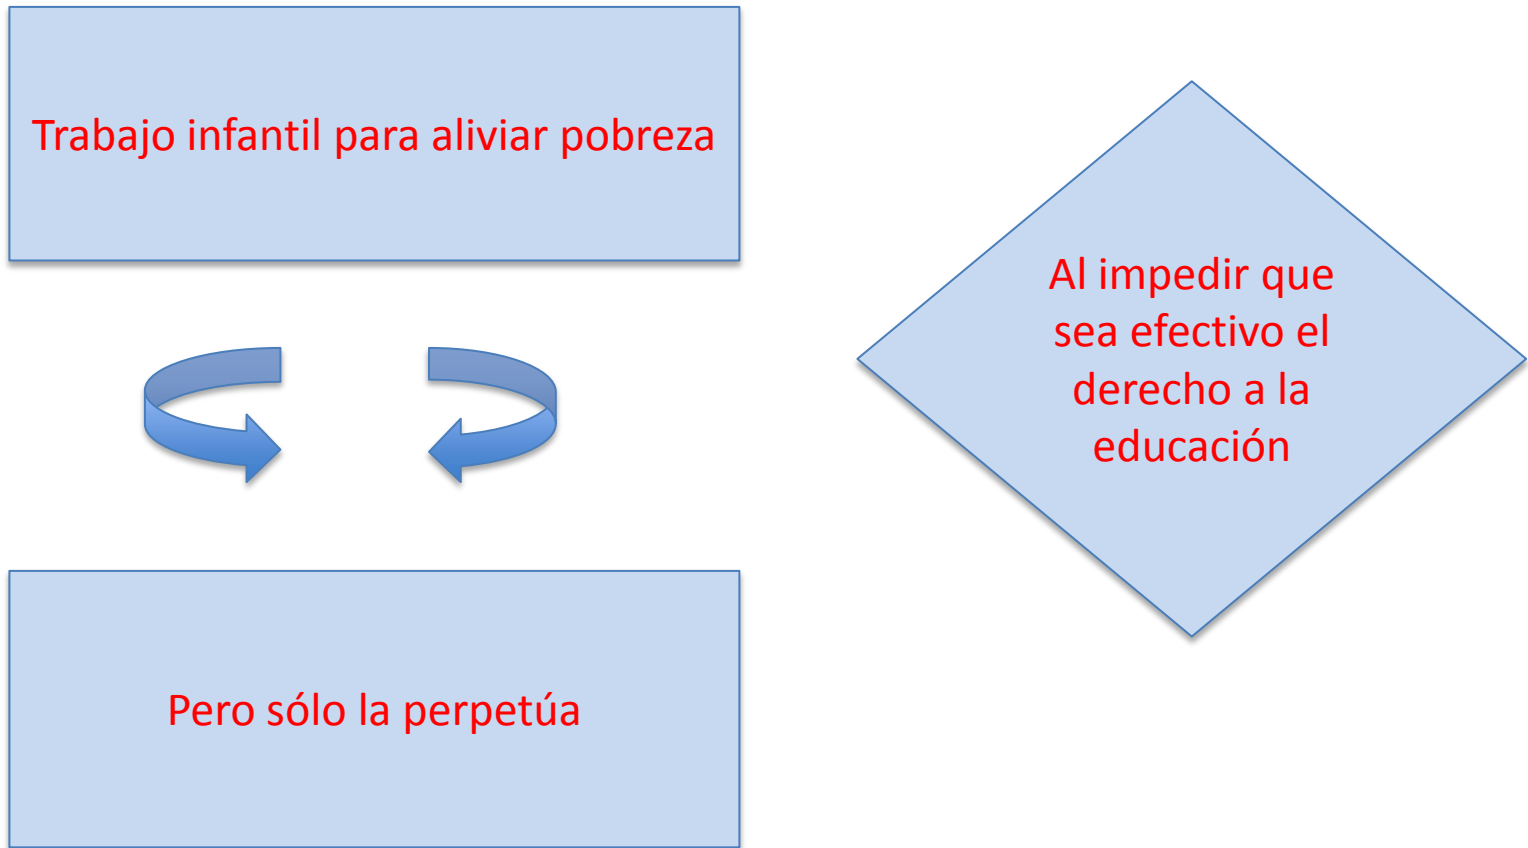 Trabajo infantil para aliviar pobreza
Pero sólo la perpetúa
Al impedir que
sea efectivo el
derecho a la
educación